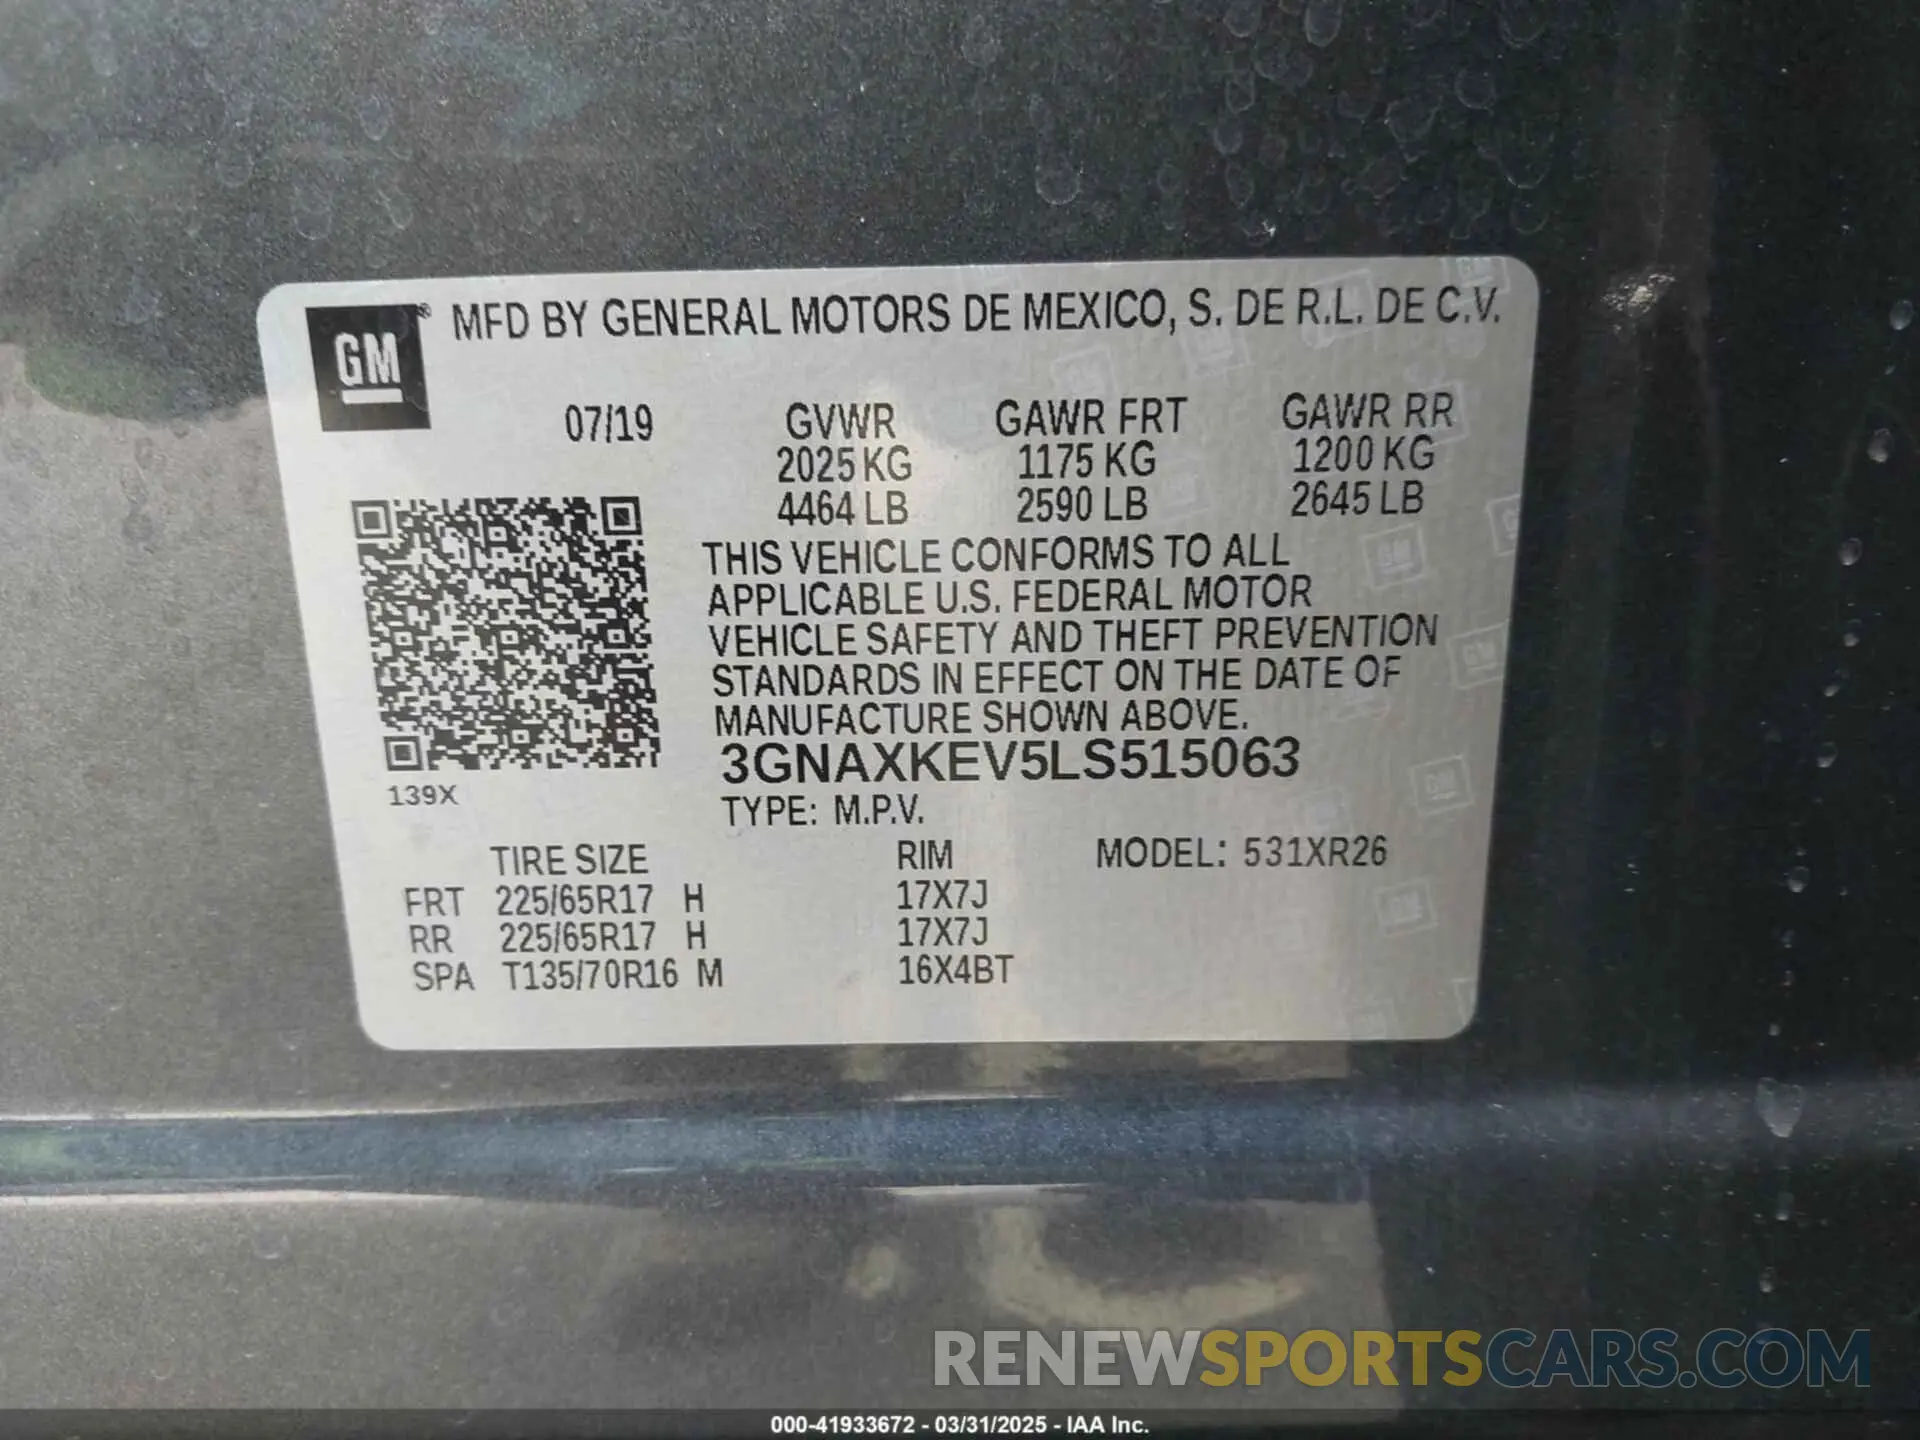 GM® MFD BY GENERAL MOTORS DE MEXICO, S. DE R.L. DE C.V.
07/19 GVWR GAWR FRT GAWR RR
2025 KG 1175 KG 1200 KG
4464 LB 2590 LB 2645 LB
THIS VEHICLE CONFORMS TO ALL
APPLICABLE U.S. FEDERAL MOTOR
VEHICLE SAFETY AND THEFT PREVENTION
STANDARDS IN EFFECT ON THE DATE OF
MANUFACTURE SHOWN ABOVE.
3GNAXKEV5LS515063
139X
TYPE: M.P.V.
TIRE SIZE RIM MODEL: 531XR26
FRT 225/65R17 H 17X7J
RR 225/65R17 H 17X7J
SPA T135/70R16 M 16X4BT
RENEWSPORTSCARS.COM
000-41933672 - 03/31/2025 - IAA Inc.